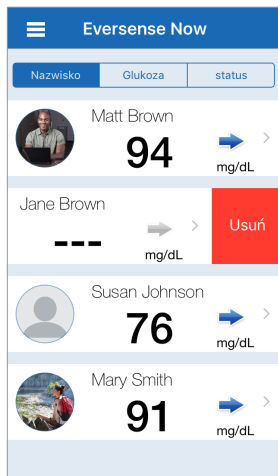 Eversense Now
Nazwisko Glukoza status
Matt Brown
94
mg/dL
Jane Brown
---
mg/dL
Usuń
Susan Johnson
76
mg/dL
Mary Smith
91
mg/dL